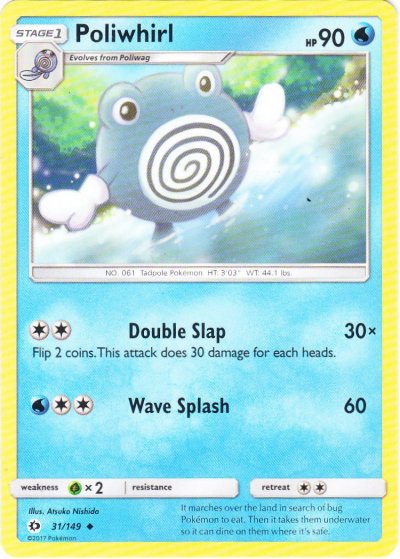 STAGE 1
Poliwhirl
HP 90
Evolves from Poliwag
NO. 061 Tadpole Pokémon HT: 3'03" WT: 44.1 lbs.
Double Slap 30×
Flip 2 coins. This attack does 30 damage for each heads.
Wave Splash 60
weakness × 2 resistance retreat
Illus. Atsuko Nishida
31/149
©2017 Pokémon
It marches over the land in search of bug
Pokémon to eat. Then it takes them underwater
so it can dine on them where it's safe.